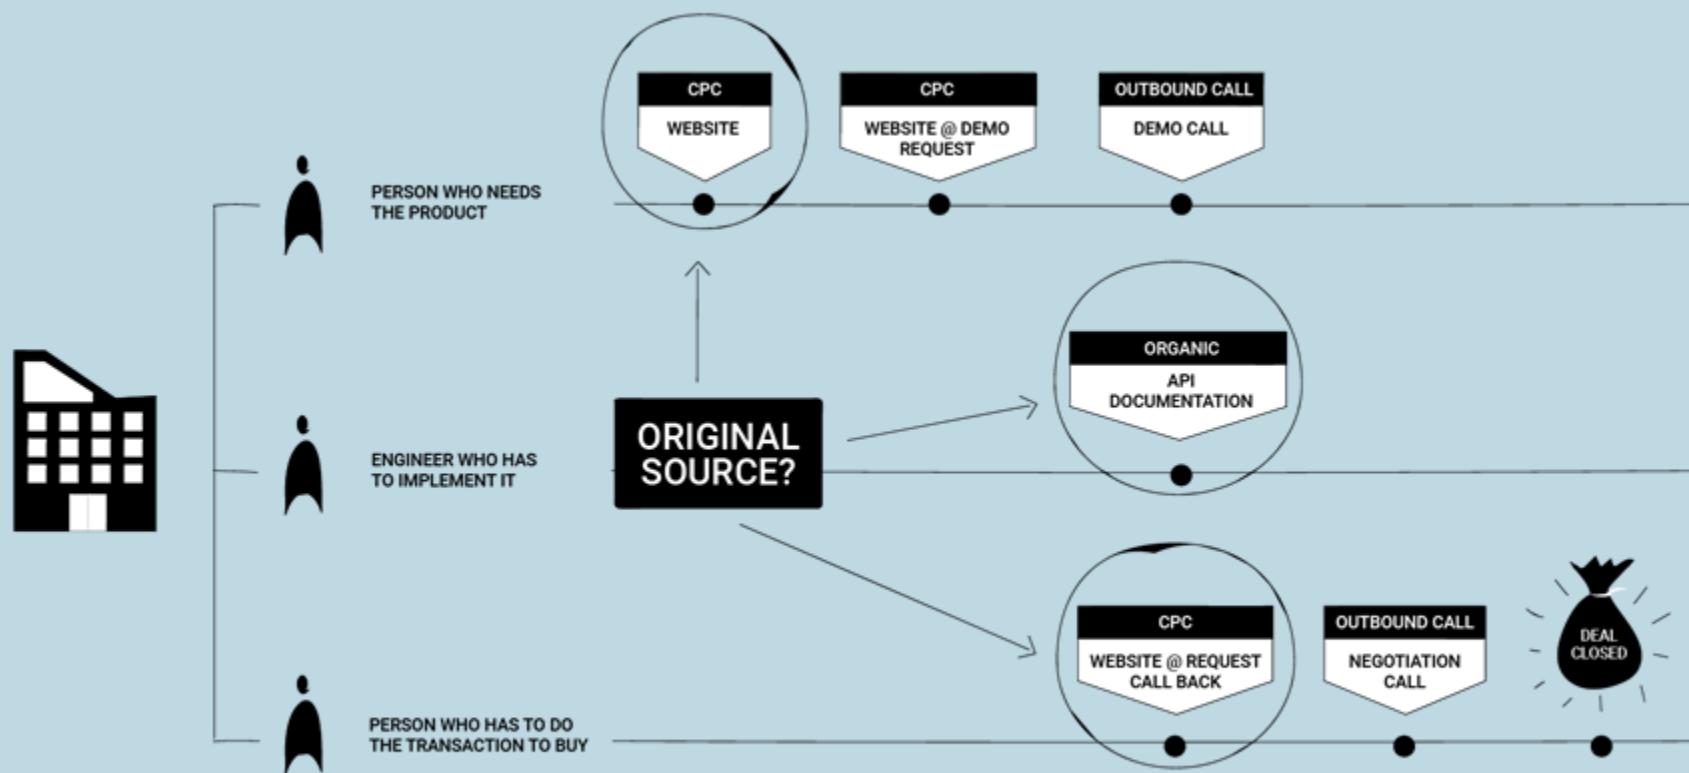 CPC
WEBSITE
CPC
WEBSITE @ DEMO
REQUEST
OUTBOUND CALL
DEMO CALL
PERSON WHO NEEDS
THE PRODUCT
ORGANIC
API
DOCUMENTATION
ORIGINAL
SOURCE?
ENGINEER WHO HAS
TO IMPLEMENT IT
CPC
WEBSITE @ REQUEST
CALL BACK
OUTBOUND CALL
NEGOTIATION
CALL
DEAL
CLOSED
PERSON WHO HAS TO DO
THE TRANSACTION TO BUY